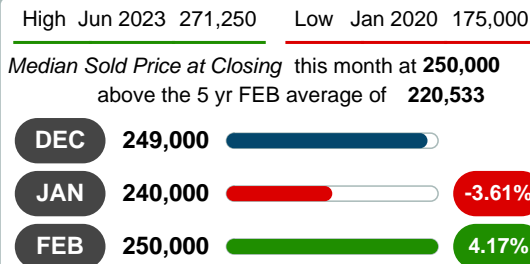 High Jun 2023 271,250 Low Jan 2020 175,000
Median Sold Price at Closing this month at 250,000
above the 5 yr FEB average of 220,533
DEC 249,000
JAN 240,000 -3.61%
FEB 250,000 4.17%